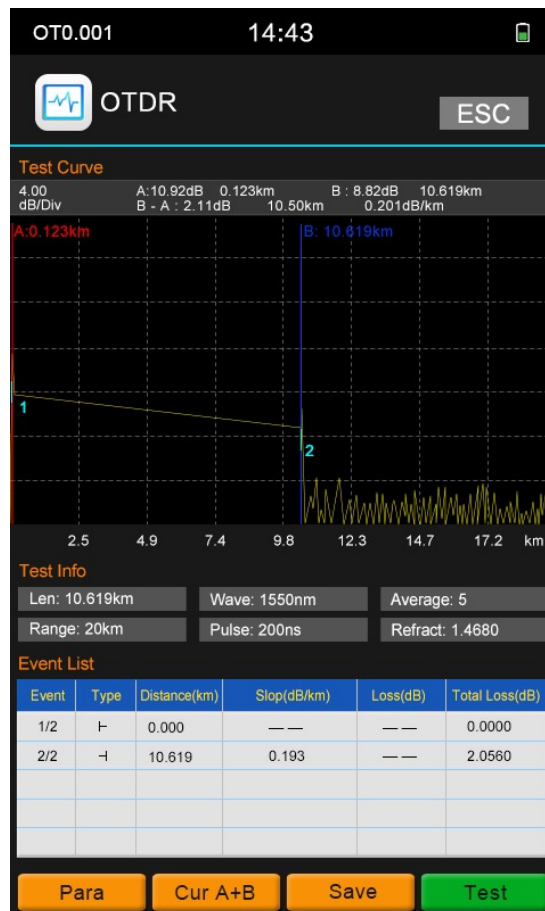 OT0.001 14:43
OTDR ESC
Test Curve
4.00 A:10.92dB 0.123km B : 8.82dB 10.619km
dB/Div B - A : 2.11dB 10.50km 0.201dB/km
A:0.123km B: 10.619km
1
2
2.5 4.9 7.4 9.8 12.3 14.7 17.2 km
Test Info
Len: 10.619km Wave: 1550nm Average: 5
Range: 20km Pulse: 200ns Refract: 1.4680
Event List
Event Type Distance(km) Slop(dB/km) Loss(dB) Total Loss(dB)
1/2 ⊢ 0.000 — — — — 0.0000
2/2 ⊣ 10.619 0.193 — — 2.0560
Para Cur A+B Save Test